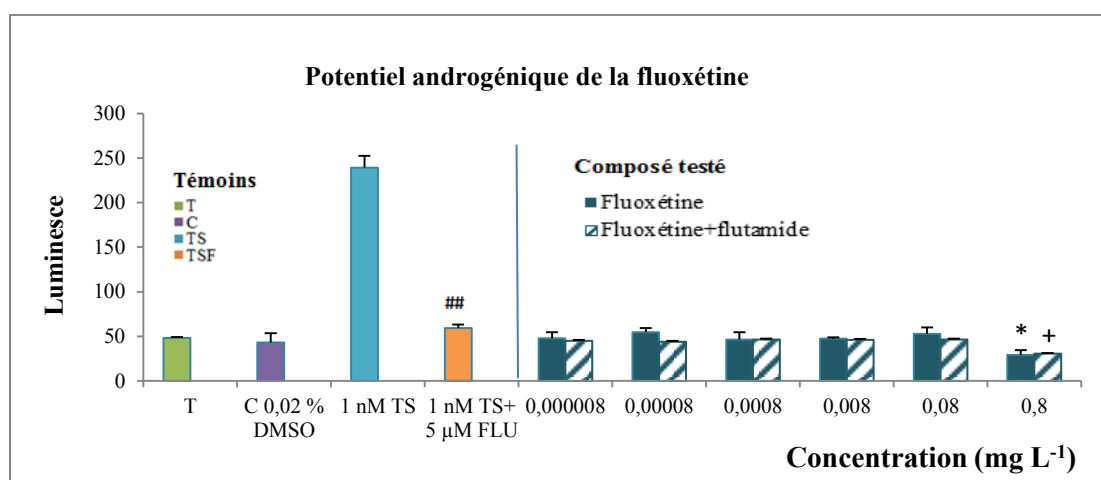 Potentiel androgénique de la fluoxétine
Luminesce
300
250
200
150
100
50
0
Témoins
T
C
TS
TSF
Composé testé
Fluoxétine
Fluoxétine+flutamide
##
*
+
T
C 0,02 %
DMSO
1 nM TS
1 nM TS+
5 µM FLU
0,000008
0,00008
0,0008
0,008
0,08
0,8
Concentration (mg L⁻¹)